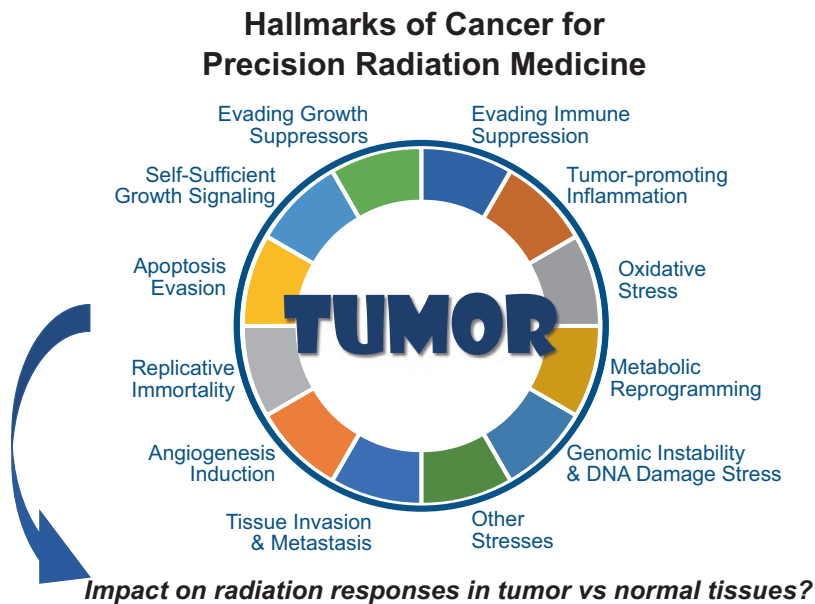 Hallmarks of Cancer for
Precision Radiation Medicine
Evading Growth
Suppressors
Evading Immune
Suppression
Self-Sufficient
Growth Signaling
Tumor-promoting
Inflammation
Apoptosis
Evasion
Oxidative
Stress
TUMOR
Replicative
Immortality
Metabolic
Reprogramming
Angiogenesis
Induction
Genomic Instability
& DNA Damage Stress
Tissue Invasion
& Metastasis
Other
Stresses
Impact on radiation responses in tumor vs normal tissues?